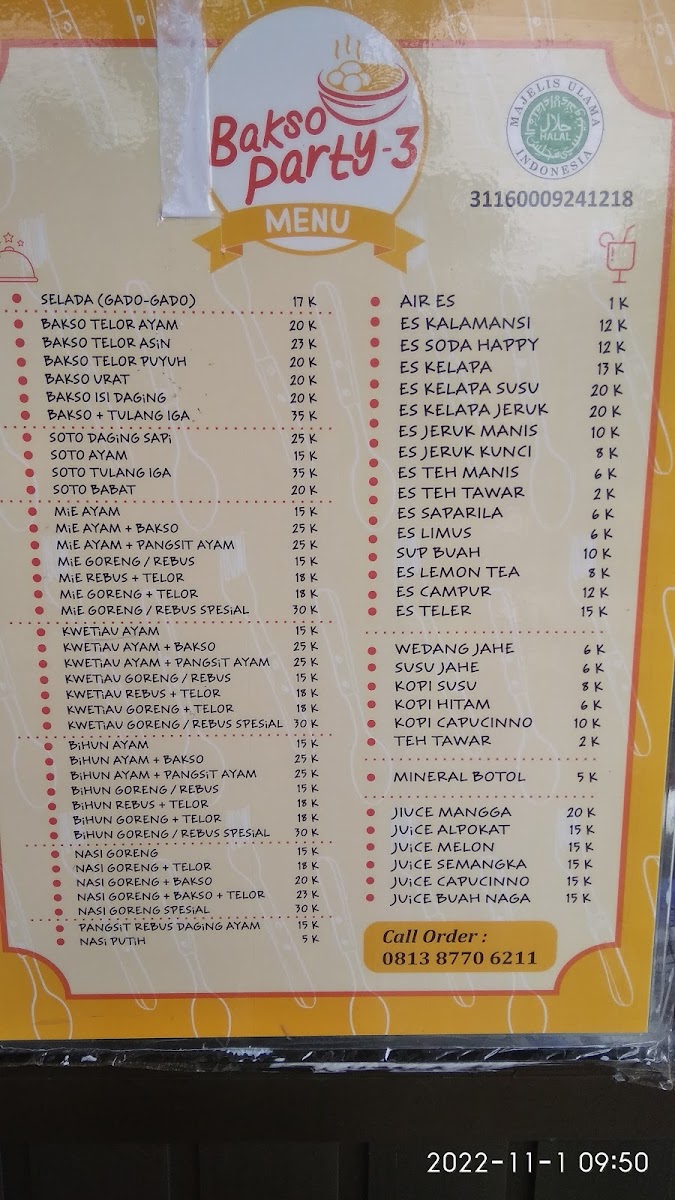 Bakso
Party-3
MENU
MAJELIS ULAMA
حلال
HALAL
INDONESIA
31160009241218
SELADA (GADO-GADO) 17 K
BAKSO TELOR AYAM 20 K
BAKSO TELOR ASIN 23 K
BAKSO TELOR PUYUH 20 K
BAKSO URAT 20 K
BAKSO ISI DAGING 20 K
BAKSO + TULANG IGA 35 K
SOTO DAGING SAPI 25 K
SOTO AYAM 15 K
SOTO TULANG IGA 35 K
SOTO BABAT 20 K
MIE AYAM 15 K
MIE AYAM + BAKSO 25 K
MIE AYAM + PANGSIT AYAM 25 K
MIE GORENG / REBUS 15 K
MIE REBUS + TELOR 18 K
MIE GORENG + TELOR 18 K
MIE GORENG / REBUS SPESIAL 30 K
KWETIAU AYAM 15 K
KWETIAU AYAM + BAKSO 25 K
KWETIAU AYAM + PANGSIT AYAM 25 K
KWETIAU GORENG / REBUS 15 K
KWETIAU REBUS + TELOR 18 K
KWETIAU GORENG + TELOR 18 K
KWETIAU GORENG / REBUS SPESIAL 30 K
BIHUN AYAM 15 K
BIHUN AYAM + BAKSO 25 K
BIHUN AYAM + PANGSIT AYAM 25 K
BIHUN GORENG / REBUS 15 K
BIHUN REBUS + TELOR 18 K
BIHUN GORENG + TELOR 18 K
BIHUN GORENG / REBUS SPESIAL 30 K
NASI GORENG 15 K
NASI GORENG + TELOR 18 K
NASI GORENG + BAKSO 20 K
NASI GORENG + BAKSO + TELOR 23 K
NASI GORENG SPESIAL 30 K
PANGSIT REBUS DAGING AYAM 15 K
NASI PUTIH 5 K
AIR ES 1 K
ES KALAMANSI 12 K
ES SODA HAPPY 12 K
ES KELAPA 13 K
ES KELAPA SUSU 20 K
ES KELAPA JERUK 20 K
ES JERUK MANIS 10 K
ES JERUK KUNCI 8 K
ES TEH MANIS 6 K
ES TEH TAWAR 2 K
ES SAPARILA 6 K
ES LIMUS 6 K
SUP BUAH 10 K
ES LEMON TEA 8 K
ES CAMPUR 12 K
ES TELER 15 K
WEDANG JAHE 6 K
SUSU JAHE 6 K
KOPI SUSU 8 K
KOPI HITAM 6 K
KOPI CAPUCINNO 10 K
TEH TAWAR 2 K
MINERAL BOTOL 5 K
JIUCE MANGGA 20 K
JUICE ALPOKAT 15 K
JUICE MELON 15 K
JUICE SEMANGKA 15 K
JUICE CAPUCINNO 15 K
JUICE BUAH NAGA 15 K
Call Order :
0813 8770 6211
2022-11-1 09:50